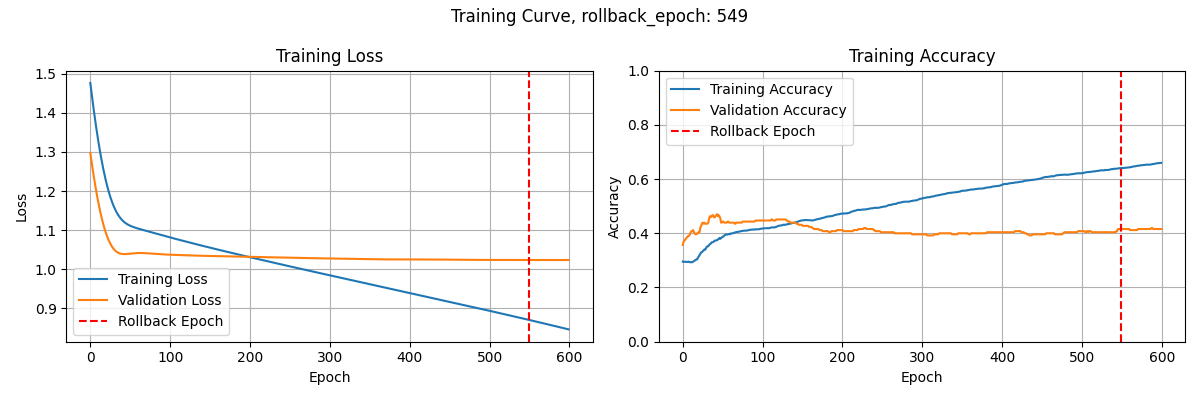 Training Curve, rollback_epoch: 549
Training Loss
1.5
1.4
1.3
1.2
1.1
1.0
0.9
Loss
Training Loss
Validation Loss
Rollback Epoch
0 100 200 300 400 500 600
Epoch
Training Accuracy
1.0
0.8
0.6
0.4
0.2
0.0
Accuracy
Training Accuracy
Validation Accuracy
Rollback Epoch
0 100 200 300 400 500 600
Epoch